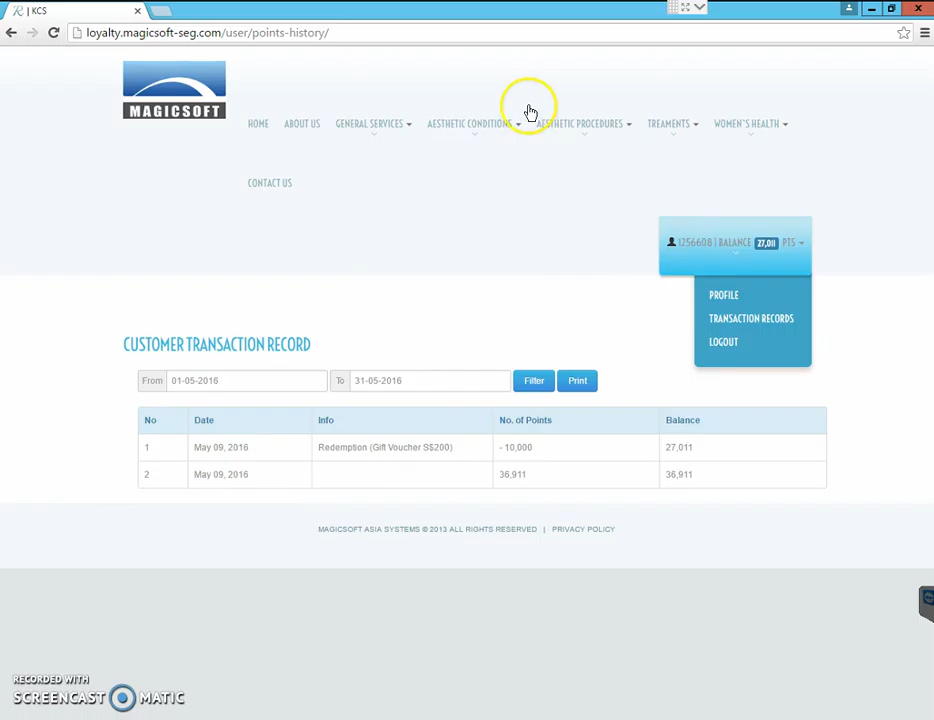 | KCS
loyalty.magicsoft-seg.com/user/points-history/
MAGICSOFT
HOME ABOUT US GENERAL SERVICES AESTHETIC CONDITIONS AESTHETIC PROCEDURES TREAMENTS WOMEN'S HEALTH
CONTACT US
1256608 | BALANCE 27,011 PTS
PROFILE
TRANSACTION RECORDS
LOGOUT
CUSTOMER TRANSACTION RECORD
From 01-05-2016 To 31-05-2016 Filter Print
No Date Info No. of Points Balance
1 May 09, 2016 Redemption (Gift Voucher S$200) - 10,000 27,011
2 May 09, 2016 36,911 36,911
MAGICSOFT ASIA SYSTEMS © 2013 ALL RIGHTS RESERVED | PRIVACY POLICY
RECORDED WITH
SCREENCAST MATIC